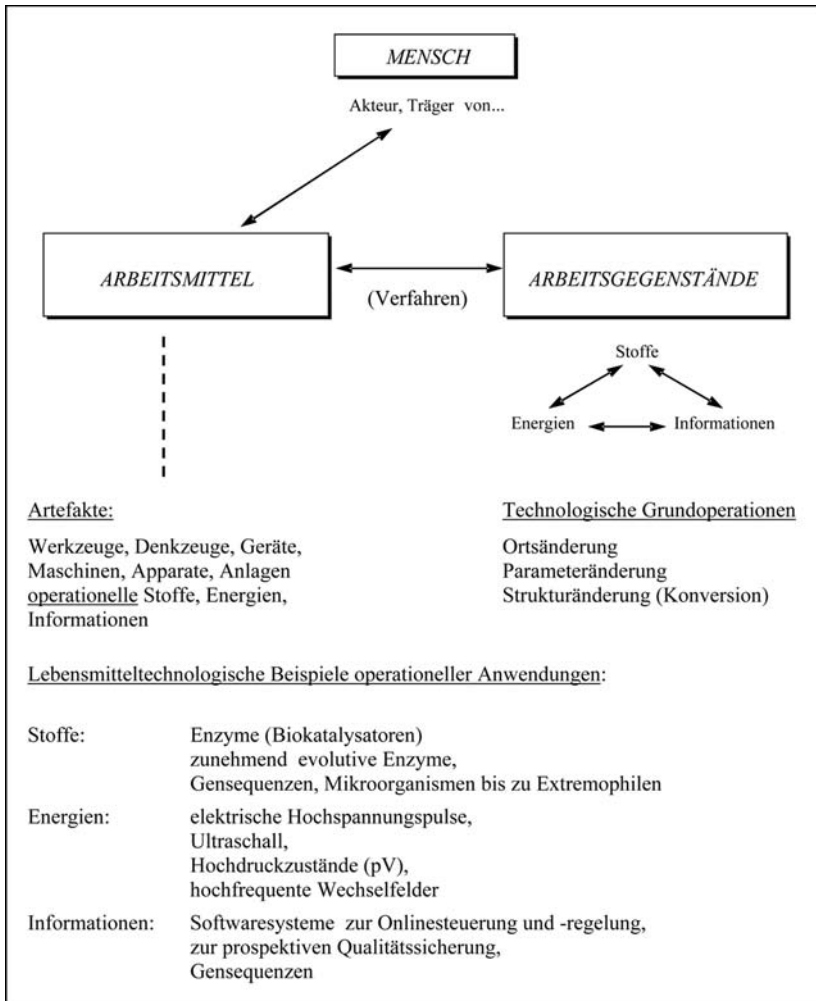 MENSCH
Akteur, Träger von...
ARBEITSMITTEL
(Verfahren)
ARBEITSGEGENSTÄNDE
Stoffe
Energien
Informationen
Artefakte:
Werkzeuge, Denkzeuge, Geräte,
Maschinen, Apparate, Anlagen
operationelle Stoffe, Energien,
Informationen
Technologische Grundoperationen
Ortsänderung
Parameteränderung
Strukturänderung (Konversion)
Lebensmitteltechnologische Beispiele operationeller Anwendungen:
Stoffe: Enzyme (Biokatalysatoren)
zunehmend evolutive Enzyme,
Gensequenzen, Mikroorganismen bis zu Extremophilen
Energien: elektrische Hochspannungspulse,
Ultraschall,
Hochdruckzustände (pV),
hochfrequente Wechselfelder
Informationen: Softwaresysteme zur Onlinesteuerung und -regelung,
zur prospektiven Qualitätssicherung,
Gensequenzen